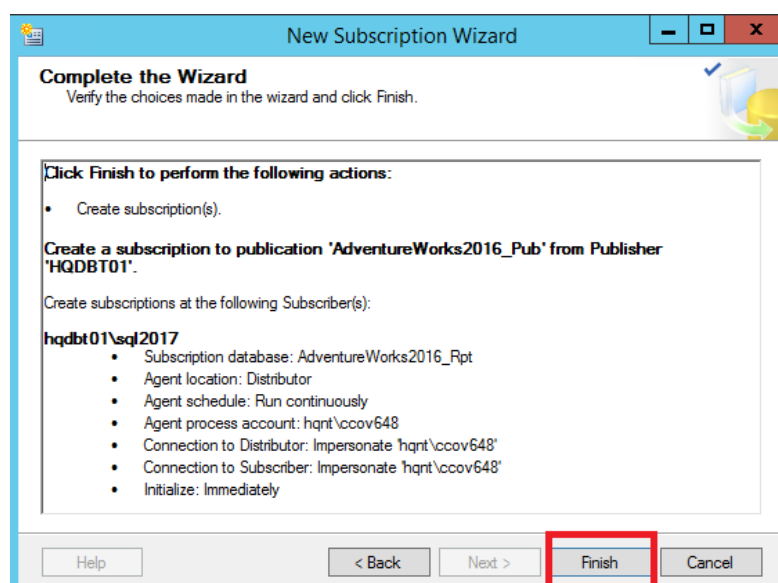 New Subscription Wizard
Complete the Wizard
Verify the choices made in the wizard and click Finish.
Click Finish to perform the following actions:
• Create subscription(s).
Create a subscription to publication 'AdventureWorks2016_Pub' from Publisher
'HQDBT01'.
Create subscriptions at the following Subscriber(s):
hqdbt01\sql2017
• Subscription database: AdventureWorks2016_Rpt
• Agent location: Distributor
• Agent schedule: Run continuously
• Agent process account: hqnt\ccov648
• Connection to Distributor: Impersonate 'hqnt\ccov648'
• Connection to Subscriber: Impersonate 'hqnt\ccov648'
• Initialize: Immediately
Help < Back Next > Finish Cancel